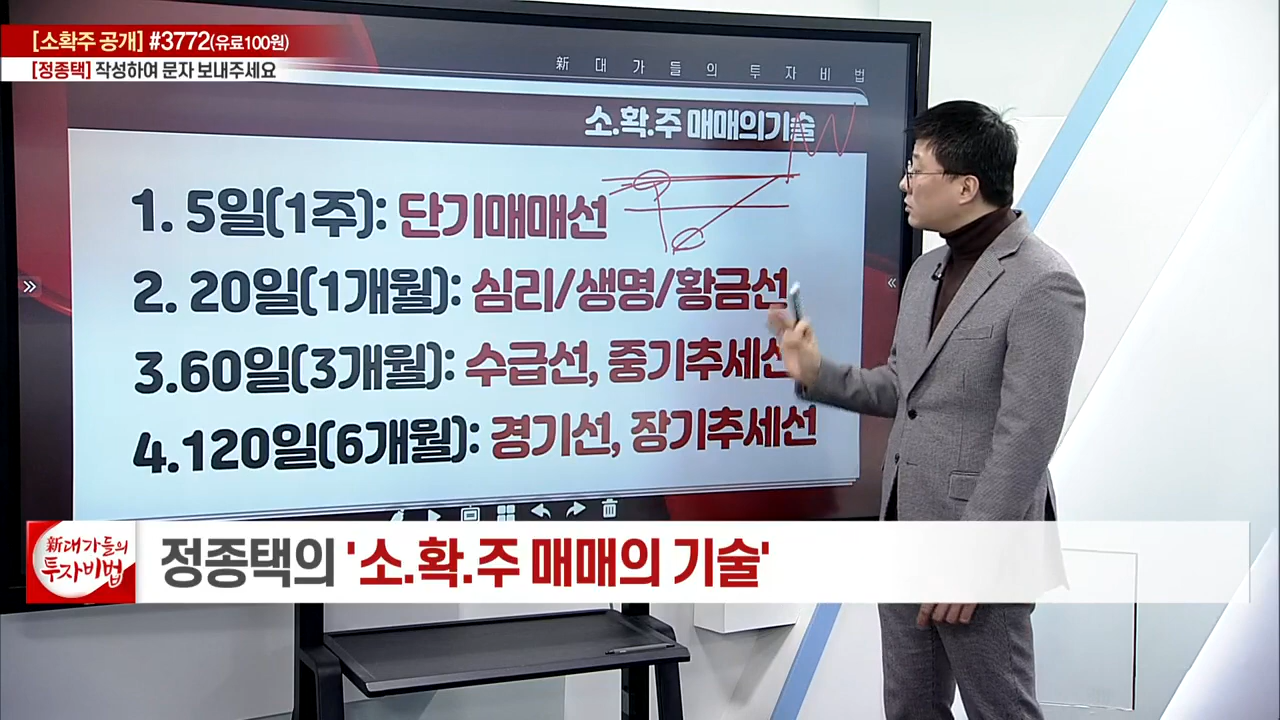 [소확주 공개] #3772(유료100원)
[정종택] 작성하여 문자 보내주세요
新 대 가 들 의 투 자 비 법
소.확.주 매매의기술
1. 5일(1주): 단기매매선
2. 20일(1개월): 심리/생명/황금선
3.60일(3개월): 수급선, 중기추세선
4.120일(6개월): 경기선, 장기추세선
新대가들의
투자비법
정종택의 '소.확.주 매매의 기술'